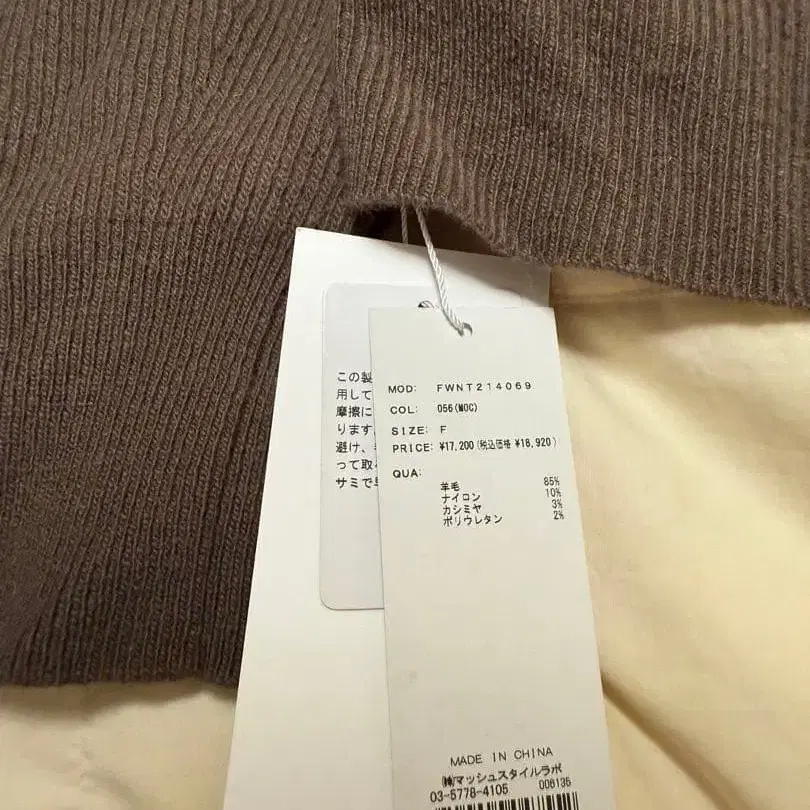 この製
用して
摩擦に
ります
避け、
って取
サミで
MOD: FWNT214069
COL: 056(MOC)
SIZE: F
PRICE: ¥17,200(税込価格 ¥18,920)
QUA:
羊毛 85%
ナイロン 10%
カシミヤ 3%
ポリウレタン 2%
MADE IN CHINA
㈱マッシュスタイルラボ
03-5778-4105 006135